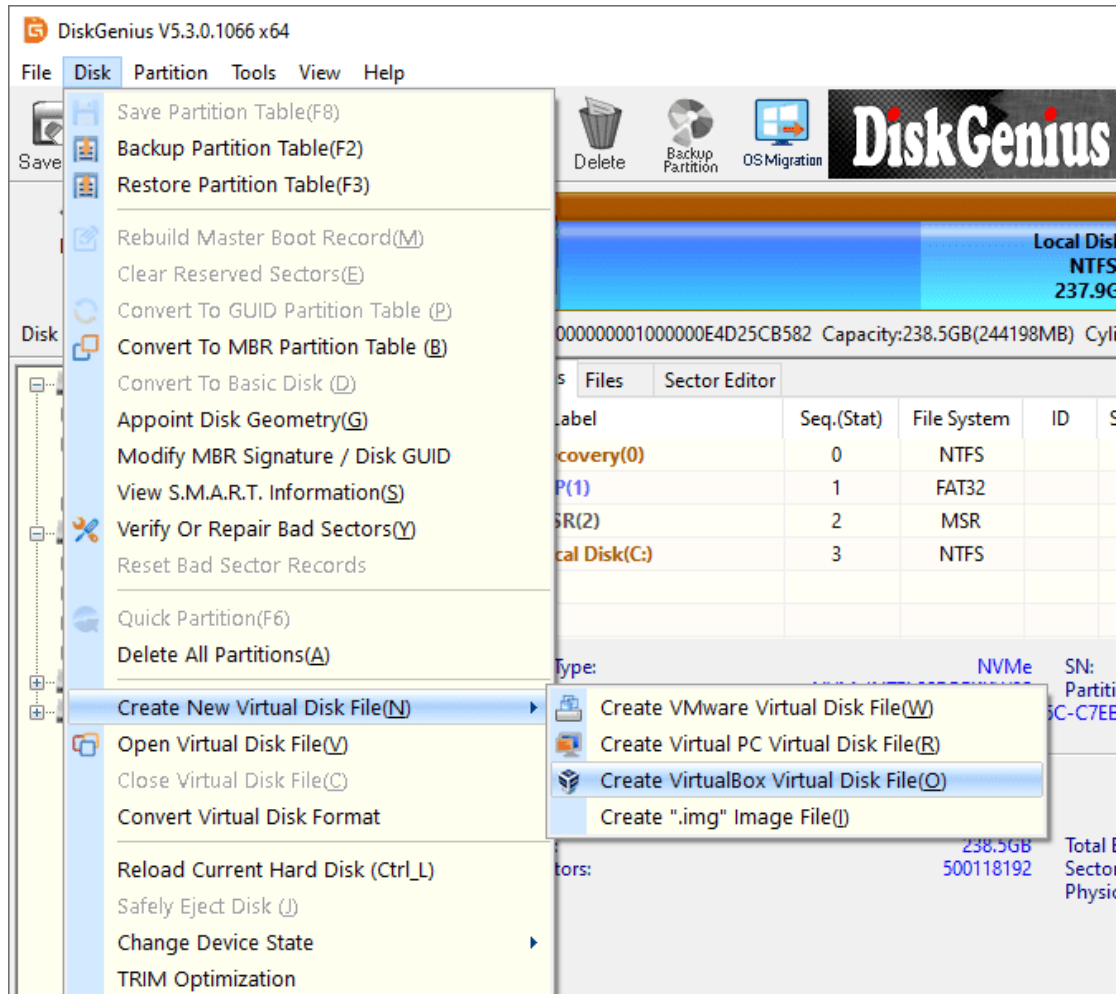 DiskGenius V5.3.0.1066 x64
File Disk Partition Tools View Help
Save
Delete
Backup
Partition
OS Migration
DiskGenius
Save Partition Table(F8)
Backup Partition Table(F2)
Restore Partition Table(F3)
Rebuild Master Boot Record(M)
Clear Reserved Sectors(E)
Convert To GUID Partition Table (P)
Convert To MBR Partition Table (B)
Convert To Basic Disk (D)
Appoint Disk Geometry(G)
Modify MBR Signature / Disk GUID
View S.M.A.R.T. Information(S)
Verify Or Repair Bad Sectors(Y)
Reset Bad Sector Records
Quick Partition(F6)
Delete All Partitions(A)
Create New Virtual Disk File(N)
Open Virtual Disk File(V)
Close Virtual Disk File(C)
Convert Virtual Disk Format
Reload Current Hard Disk (Ctrl_L)
Safely Eject Disk (J)
Change Device State
TRIM Optimization
Create VMware Virtual Disk File(W)
Create Virtual PC Virtual Disk File(R)
Create VirtualBox Virtual Disk File(O)
Create ".img" Image File(I)
Local Disk
NTFS
237.9G
Disk
000000001000000E4D25CB582 Capacity:238.5GB(244198MB) Cyli
s Files Sector Editor
Label Seq.(Stat) File System ID S
covery(0) 0 NTFS
P(1) 1 FAT32
SR(2) 2 MSR
cal Disk(C:) 3 NTFS
Type: NVMe SN:
Partiti
5C-C7EE
238.5GB Total
tors: 500118192 Sector
Physic